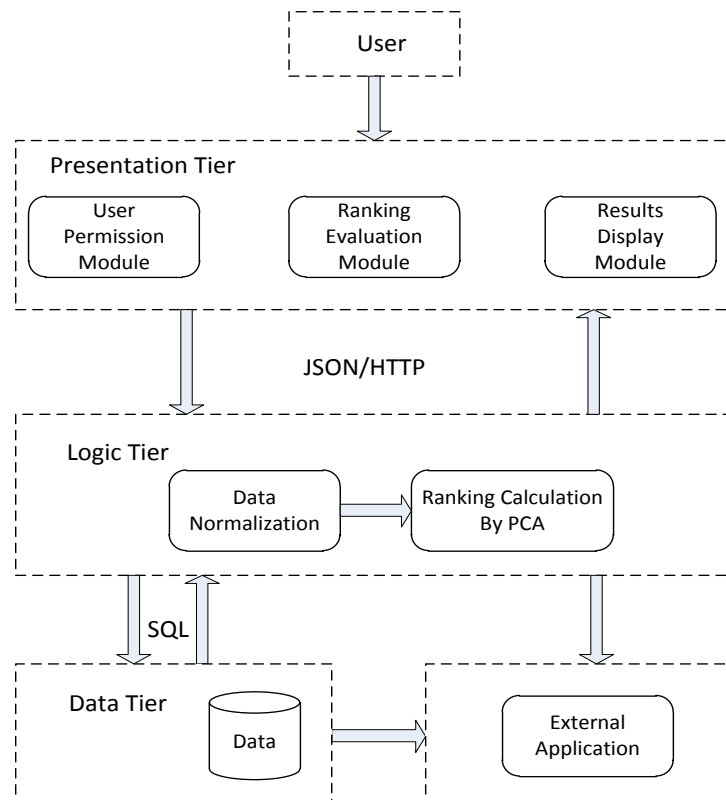 User
Presentation Tier
User
Permission
Module
Ranking
Evaluation
Module
Results
Display
Module
JSON/HTTP
Logic Tier
Data
Normalization
Ranking Calculation
By PCA
SQL
Data Tier
Data
External
Application